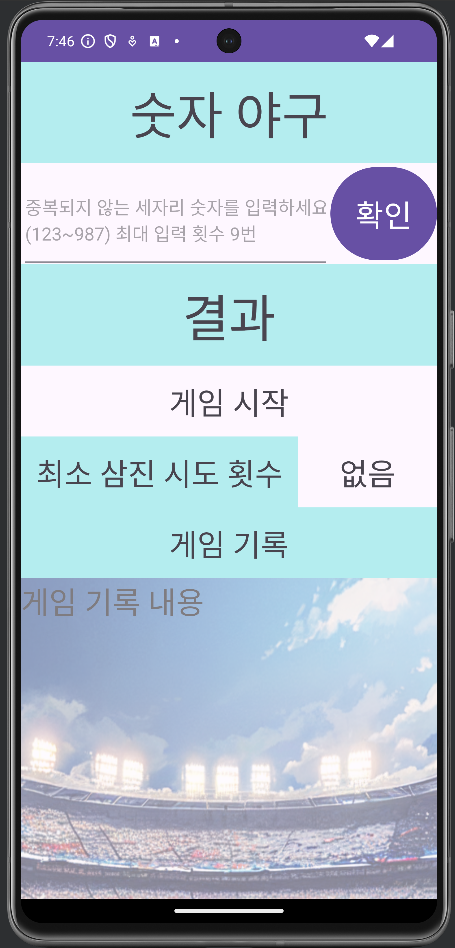 7:46
숫자 야구
중복되지 않는 세자리 숫자를 입력하세요
(123~987) 최대 입력 횟수 9번
확인
결과
게임 시작
최소 삼진 시도 횟수
없음
게임 기록
게임 기록 내용